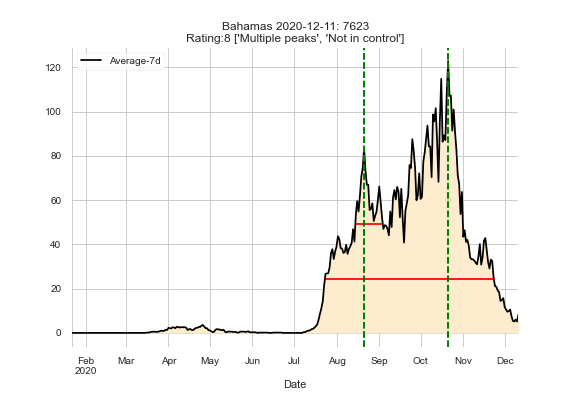 Bahamas 2020-12-11: 7623
Rating:8 ['Multiple peaks', 'Not in control']
Average-7d
120
100
80
60
40
20
0
Feb Mar Apr May Jun Jul Aug Sep Oct Nov Dec
2020
Date